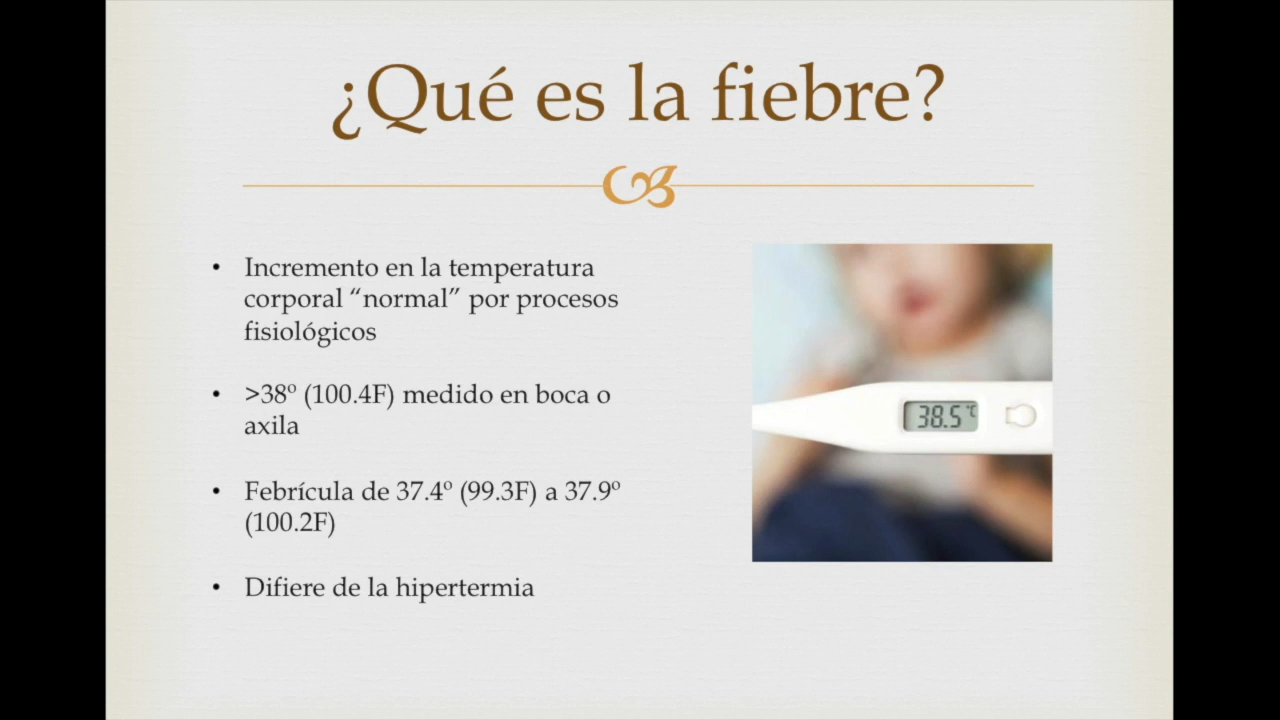 ¿Qué es la fiebre?
• Incremento en la temperatura
corporal “normal” por procesos
fisiológicos
• >38º (100.4F) medido en boca o
axila
• Febrícula de 37.4º (99.3F) a 37.9º
(100.2F)
• Difiere de la hipertermia
38.5 °C